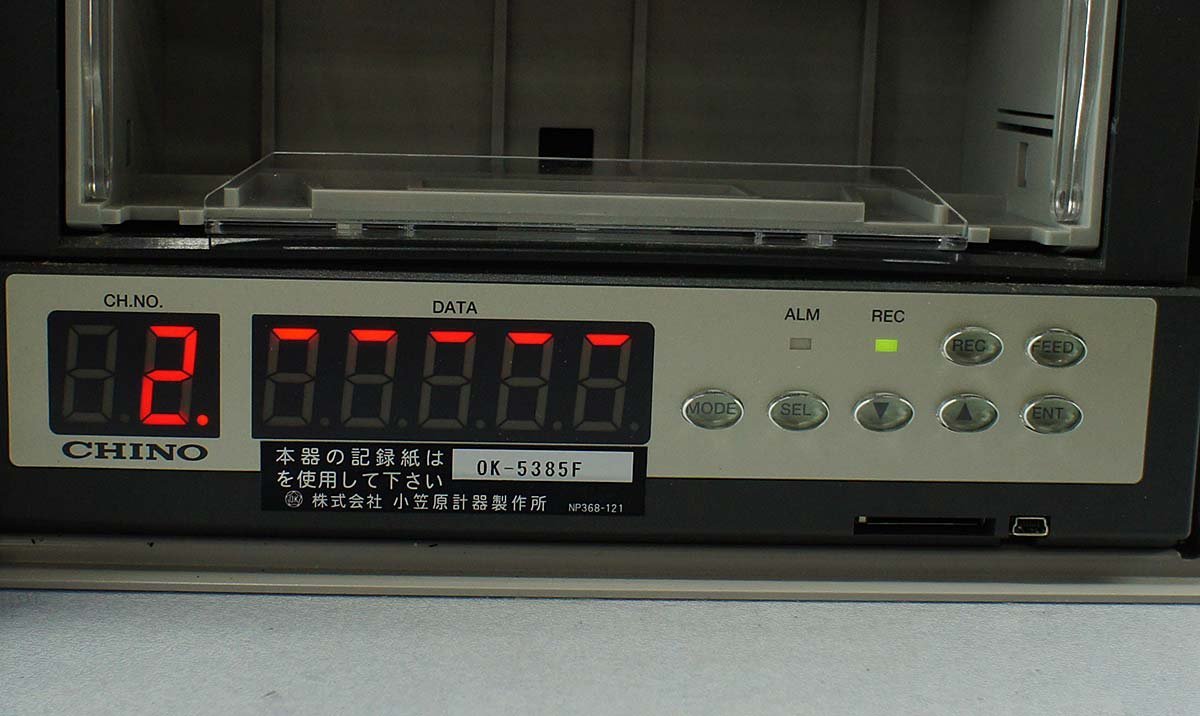 CH.NO.
DATA
ALM
REC
2.
REC
FEED
MODE
SEL
▼
▲
ENT
CHINO
本器の記録紙は
OK-5385F
を使用して下さい
OK 株式会社 小笠原計器製作所
NP368-121